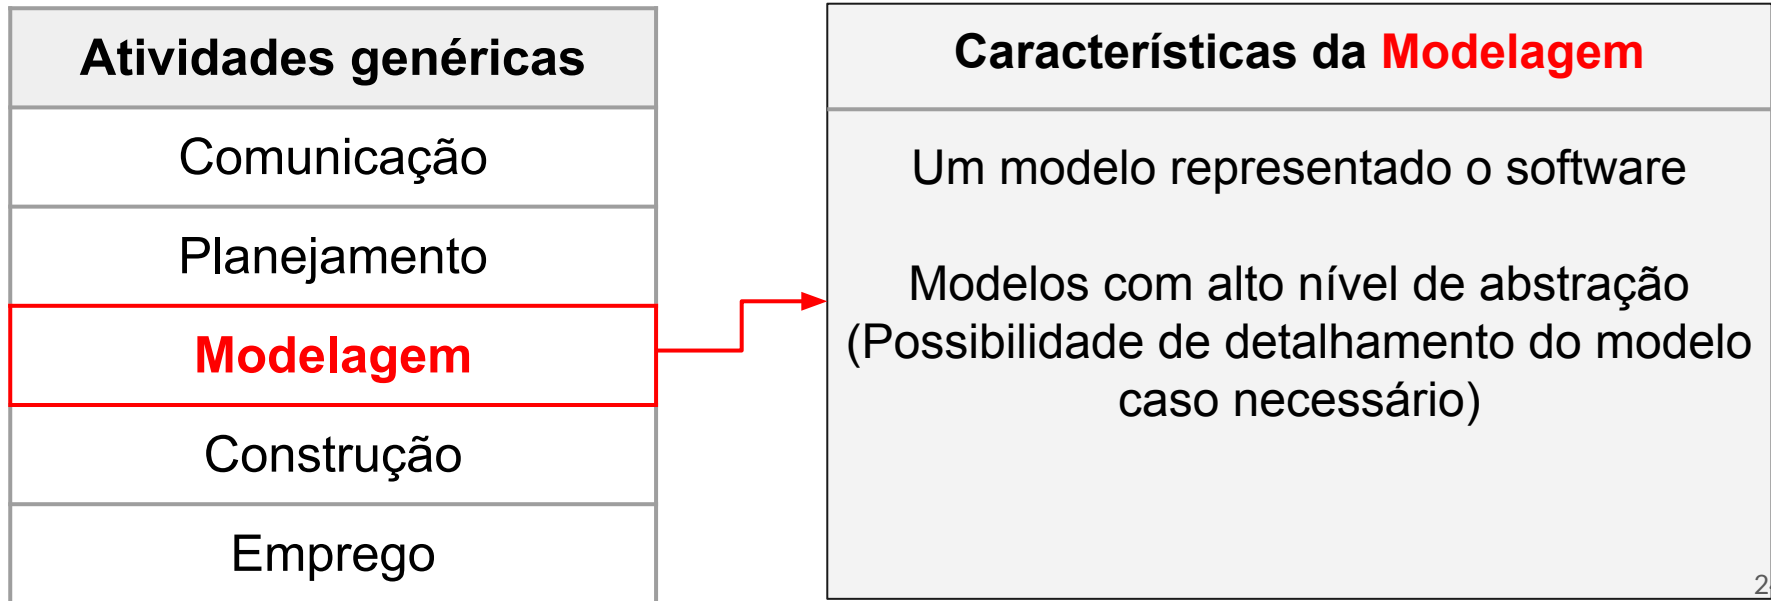 Atividades genéricas
Comunicação
Planejamento
Modelagem
Construção
Emprego
Características da Modelagem
Um modelo representado o software
Modelos com alto nível de abstração
(Possibilidade de detalhamento do modelo
caso necessário)